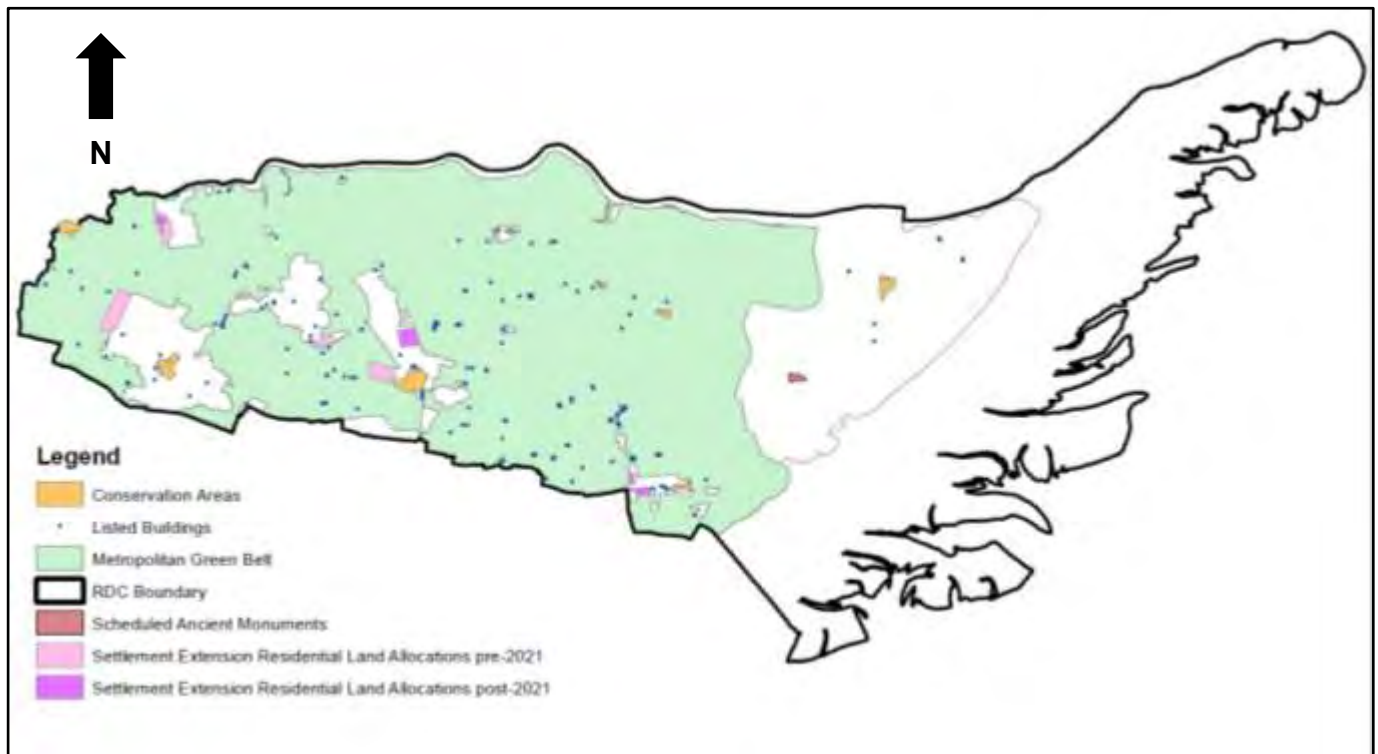 N
Legend
Conservation Areas
Listed Buildings
Metropolitan Green Belt
RDC Boundary
Scheduled Ancient Monuments
Settlement Extension Residential Land Allocations pre-2021
Settlement Extension Residential Land Allocations post-2021